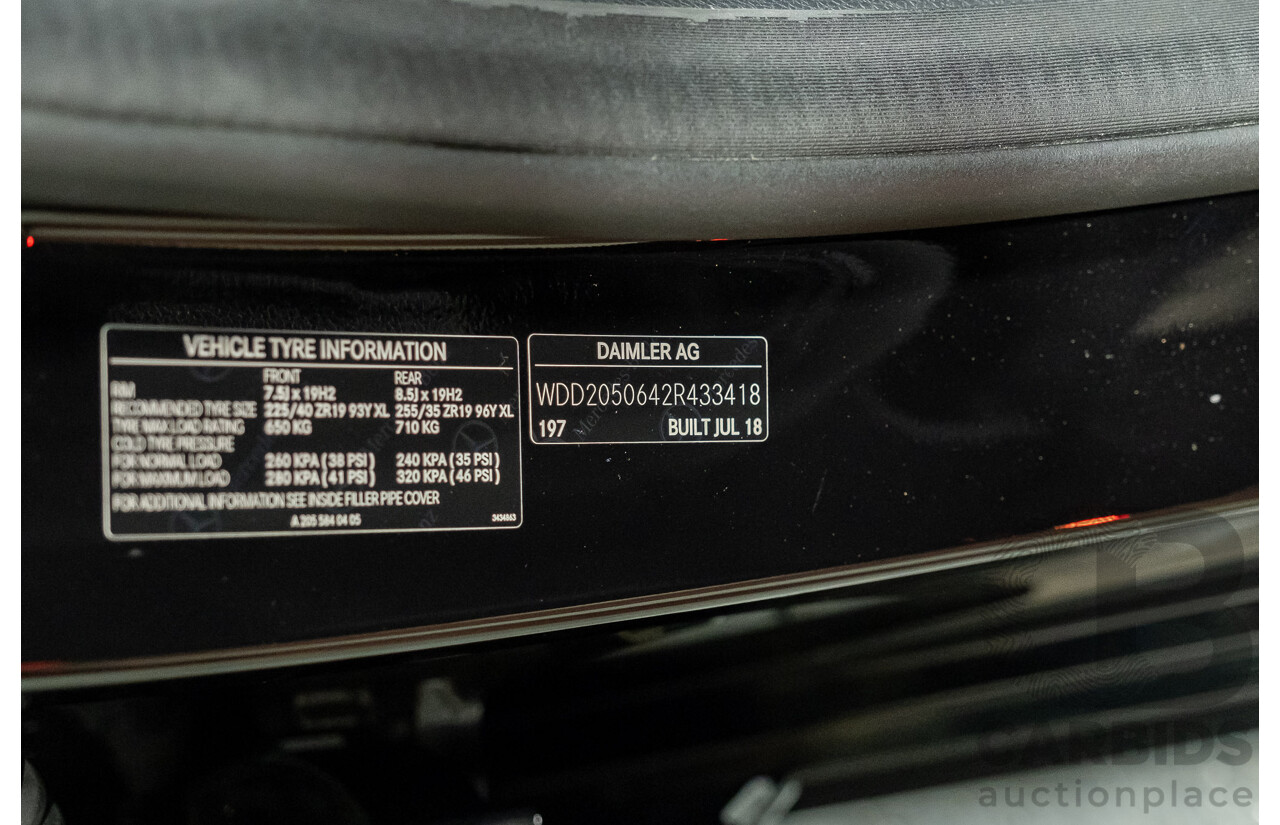 VEHICLE TYRE INFORMATION
FRONT REAR
RIM 7.5J x 19H2 8.5J x 19H2
RECOMMENDED TYRE SIZE 225/40 ZR19 93Y XL 255/35 ZR19 96Y XL
TYRE MAX LOAD RATING 650 KG 710 KG
COLD TYRE PRESSURE
FOR NORMAL LOAD 260 KPA ( 38 PSI ) 240 KPA ( 35 PSI )
FOR MAXIMUM LOAD 280 KPA ( 41 PSI ) 320 KPA ( 46 PSI )
FOR ADDITIONAL INFORMATION SEE INSIDE FILLER PIPE COVER
A 205 584 04 05 3434863
DAIMLER AG
WDD2050642R433418
197 BUILT JUL 18
CARBIDS
auctionplace